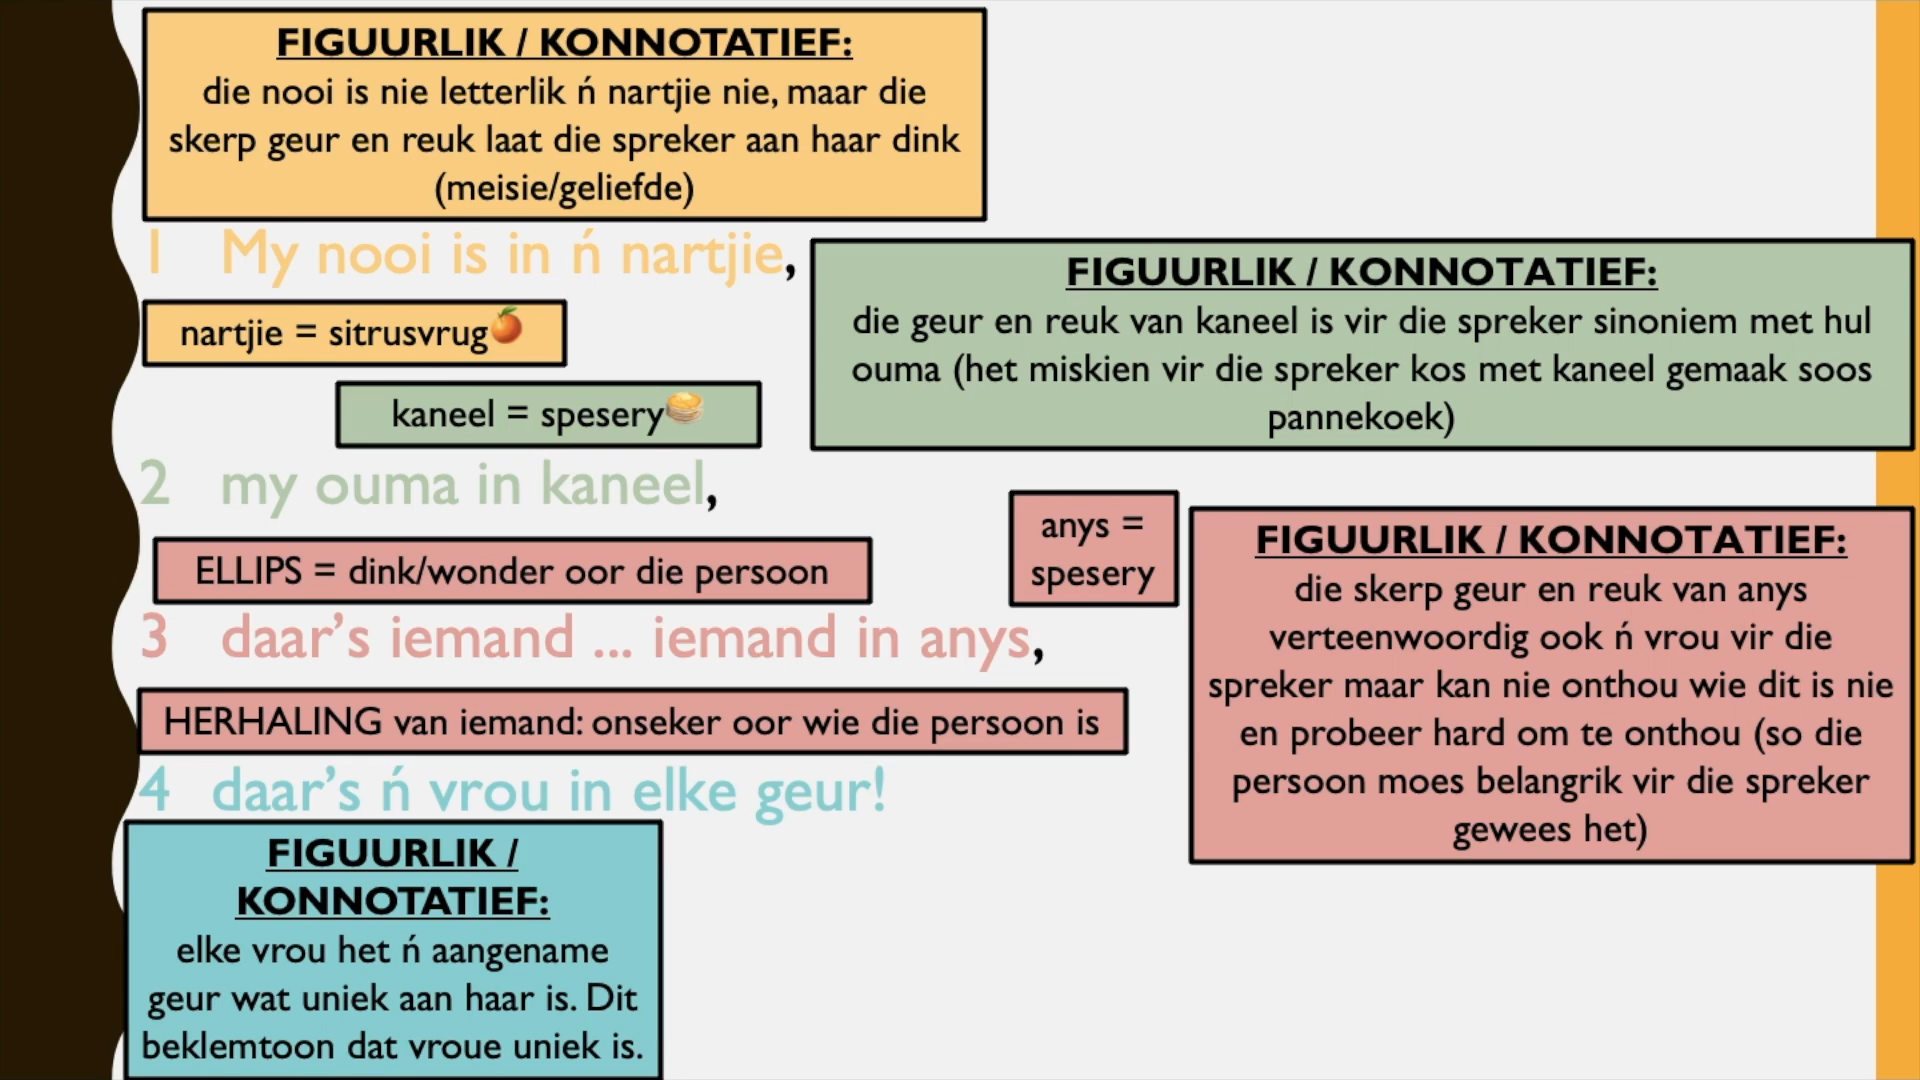 FIGUURLIK / KONNOTATIEF:
die nooi is nie letterlik ń nartjie nie, maar die
skerp geur en reuk laat die spreker aan haar dink
(meisie/geliefde)
1 My nooi is in ń nartjie,
FIGUURLIK / KONNOTATIEF:
die geur en reuk van kaneel is vir die spreker sinoniem met hul
ouma (het miskien vir die spreker kos met kaneel gemaak soos
pannekoek)
nartjie = sitrusvrug
kaneel = spesery
2 my ouma in kaneel,
ELLIPS = dink/wonder oor die persoon
anys =
spesery
3 daar’s iemand ... iemand in anys,
FIGUURLIK / KONNOTATIEF:
die skerp geur en reuk van anys
verteenwoordig ook ń vrou vir die
spreker maar kan nie onthou wie dit is nie
en probeer hard om te onthou (so die
persoon moes belangrik vir die spreker
gewees het)
HERHALING van iemand: onseker oor wie die persoon is
4 daar’s ń vrou in elke geur!
FIGUURLIK /
KONNOTATIEF:
elke vrou het ń aangename
geur wat uniek aan haar is. Dit
beklemtoon dat vroue uniek is.